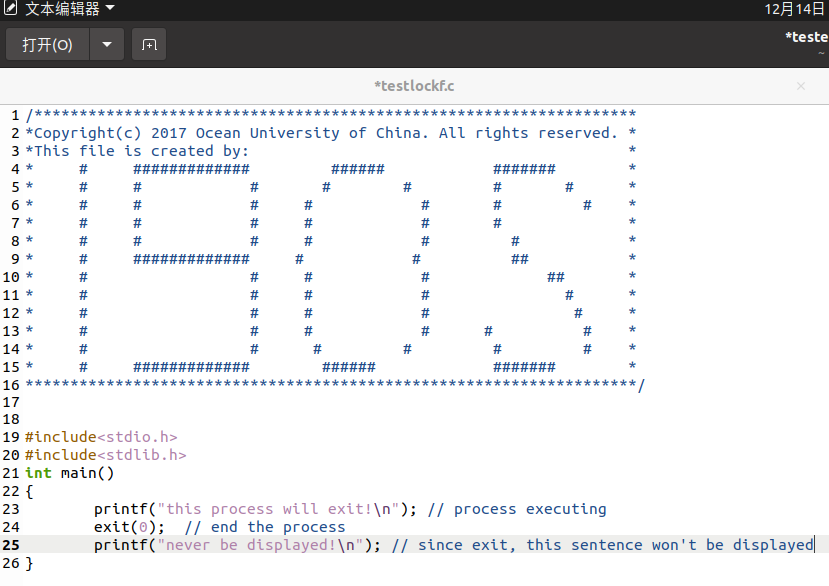 文本编辑器
12月14日
打开(O)
*teste
~
*testlockf.c
1 /*******************************************************************
2 *Copyright(c) 2017 Ocean University of China. All rights reserved. *
3 *This file is created by:                                          *
4 *     #     #############         ######            #######        *
5 *     #     #            #       #        #         #       #      *
6 *     #     #            #     #            #       #         #    *
7 *     #     #            #     #            #       #              *
8 *     #     #            #     #            #         #            *
9 *     #     #############     #            #          ##           *
10 *     #                  #     #            #             ##       *
11 *     #                  #     #            #               #      *
12 *     #                  #     #            #                #     *
13 *     #                  #     #            #      #          #    *
14 *     #                  #      #         #         #         #    *
15 *     #     #############        ######             #######        *
16 ********************************************************************/
17
18
19 #include<stdio.h>
20 #include<stdlib.h>
21 int main()
22 {
23         printf("this process will exit!\n"); // process executing
24         exit(0);  // end the process
25         printf("never be displayed!\n"); // since exit, this sentence won't be displayed
26 }